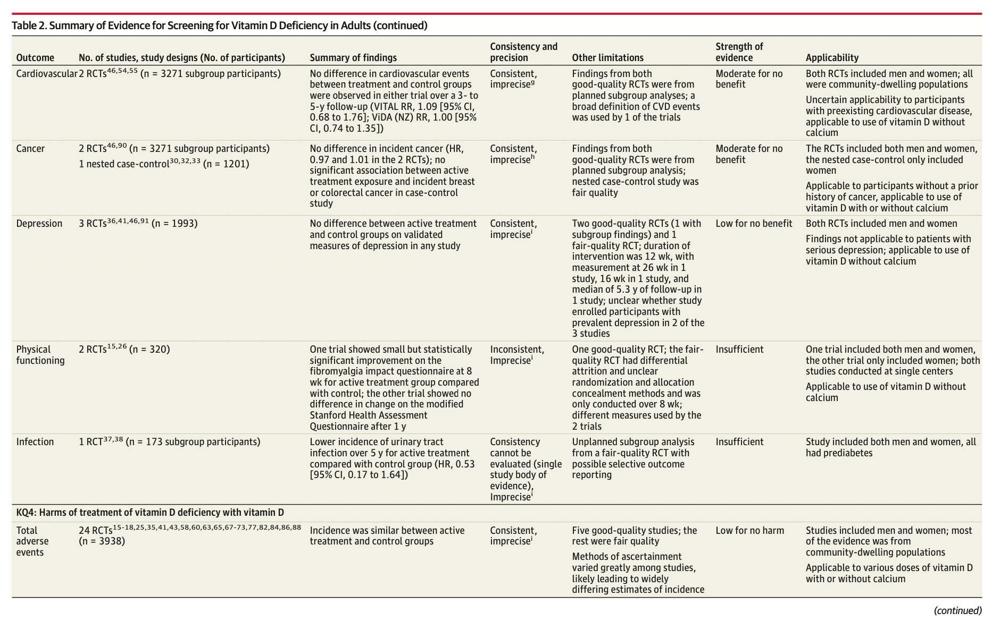 Table 2. Summary of Evidence for Screening for Vitamin D Deficiency in Adults (continued)
Outcome
No. of studies, study designs (No. of participants)
Summary of findings
Consistency and
precision
Other limitations
Strength of
evidence
Applicability
Cardiovascular
2 RCTs46,54,55 (n = 3271 subgroup participants)
No difference in cardiovascular events
between treatment and control groups
were observed in either trial over a 3- to
5-y follow-up (VITAL RR, 1.09 [95% CI,
0.68 to 1.76]; ViDA (NZ) RR, 1.00 [95%
CI, 0.74 to 1.35])
Consistent,
impreciseg
Findings from both
good-quality RCTs were from
planned subgroup analyses; a
broad definition of CVD events
was used by 1 of the trials
Moderate for no
benefit
Both RCTs included men and women; all
were community-dwelling populations
Uncertain applicability to participants
with preexisting cardiovascular disease,
applicable to use of vitamin D without
calcium
Cancer
2 RCTs46,90 (n = 3271 subgroup participants)
1 nested case-control30,32,33 (n = 1201)
No difference in incident cancer (HR,
0.97 and 1.01 in the 2 RCTs); no
significant association between active
treatment exposure and incident breast
or colorectal cancer in case-control
study
Consistent,
impreciseh
Findings from both
good-quality RCTs were from
planned subgroup analysis;
nested case-control study was
fair quality
Moderate for no
benefit
The RCTs included both men and women,
the nested case-control only included
women
Applicable to participants without a prior
history of cancer, applicable to use of
vitamin D with or without calcium
Depression
3 RCTs36,41,46,91 (n = 1993)
No difference between active treatment
and control groups on validated
measures of depression in any study
Consistent,
imprecisei
Two good-quality RCTs (1 with
subgroup findings) and 1
fair-quality RCT; duration of
intervention was 12 wk, with
measurement at 26 wk in 1
study, 16 wk in 1 study, and
median of 5.3 y of follow-up in
1 study; unclear whether study
enrolled participants with
prevalent depression in 2 of the
3 studies
Low for no benefit
Both RCTs included men and women
Findings not applicable to patients with
serious depression; applicable to use of
vitamin D without calcium
Physical
functioning
2 RCTs15,26 (n = 320)
One trial showed small but statistically
significant improvement on the
fibromyalgia impact questionnaire at 8
wk for active treatment group compared
with control; the other trial showed no
difference in change on the modified
Stanford Health Assessment
Questionnaire after 1 y
Inconsistent,
Imprecisei
One good-quality RCT; the fair-
quality RCT had differential
attrition and unclear
randomization and allocation
concealment methods and was
only conducted over 8 wk;
different measures used by the
2 trials
Insufficient
One trial included both men and women,
the other trial only included women; both
studies conducted at single centers
Applicable to use of vitamin D without
calcium
Infection
1 RCT37,38 (n = 173 subgroup participants)
Lower incidence of urinary tract
infection over 5 y for active treatment
compared with control group (HR, 0.53
[95% CI, 0.17 to 1.64])
Consistency
cannot be
evaluated (single
study body of
evidence),
Imprecisei
Unplanned subgroup analysis
from a fair-quality RCT with
possible selective outcome
reporting
Insufficient
Study included both men and women, all
had prediabetes
KQ4: Harms of treatment of vitamin D deficiency with vitamin D
Total
adverse
events
24 RCTs15-18,25,35,41,43,58,60,63,65,67-73,77,82,84,86,88
(n = 3938)
Incidence was similar between active
treatment and control groups
Consistent,
imprecisei
Five good-quality studies; the
rest were fair quality
Methods of ascertainment
varied greatly among studies,
likely leading to widely
differing estimates of incidence
Low for no harm
Studies included men and women; most
of the evidence was from
community-dwelling populations
Applicable to various doses of vitamin D
with or without calcium
(continued)